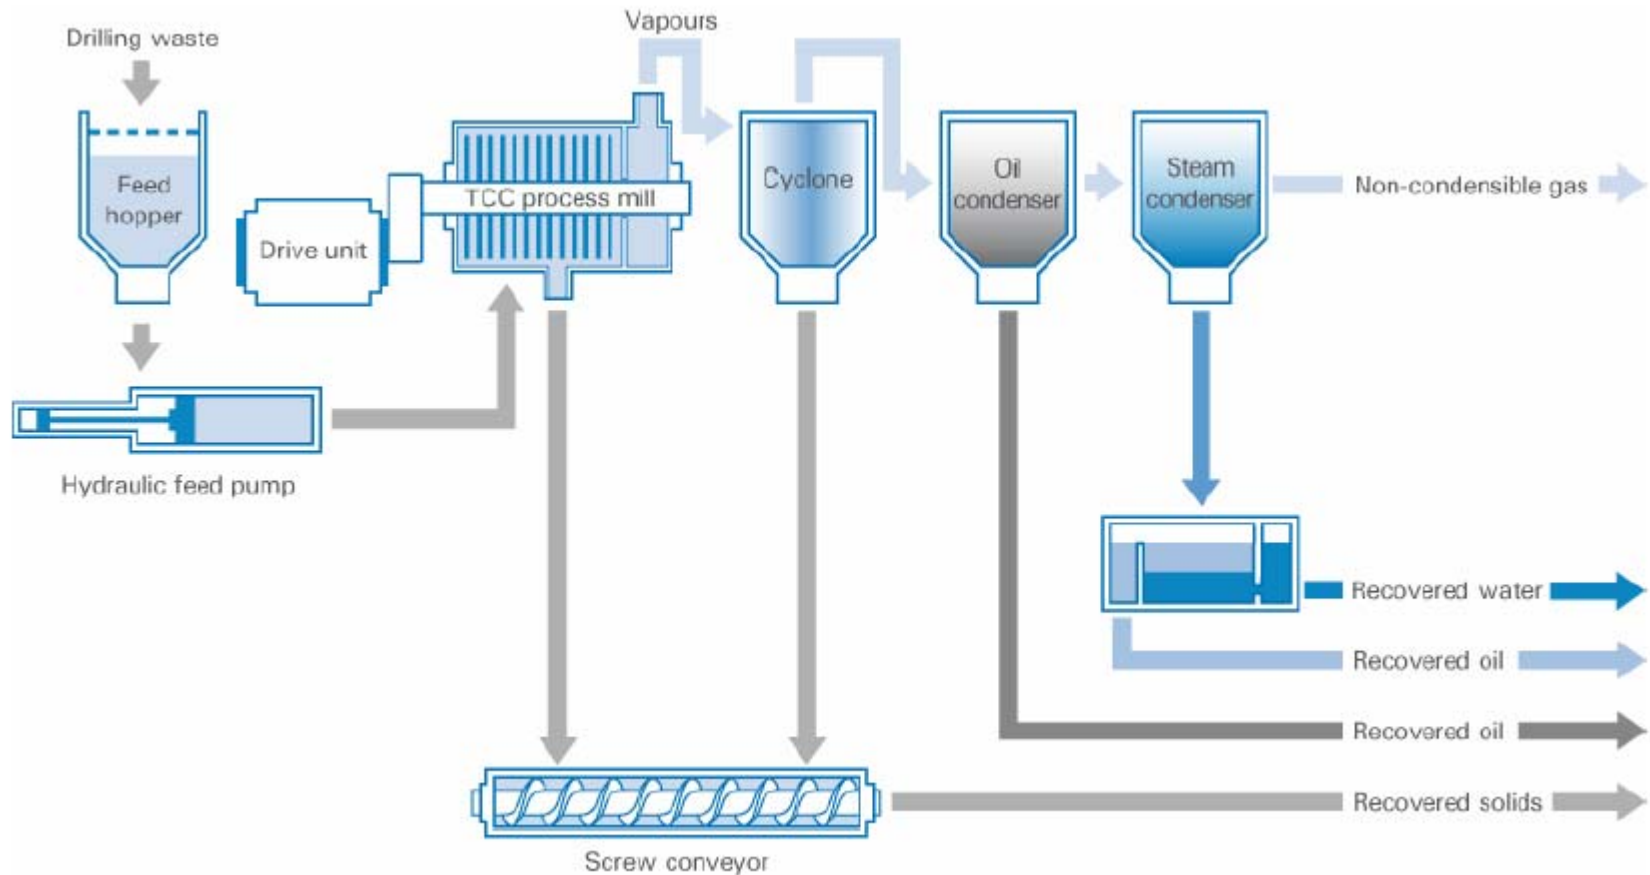 Vapours
Drilling waste
Feed
hopper
Drive unit
TCC process mill
Cyclone
Oil
condenser
Steam
condenser
Non-condensible gas
Hydraulic feed pump
Recovered water
Recovered oil
Recovered oil
Recovered solids
Screw conveyor